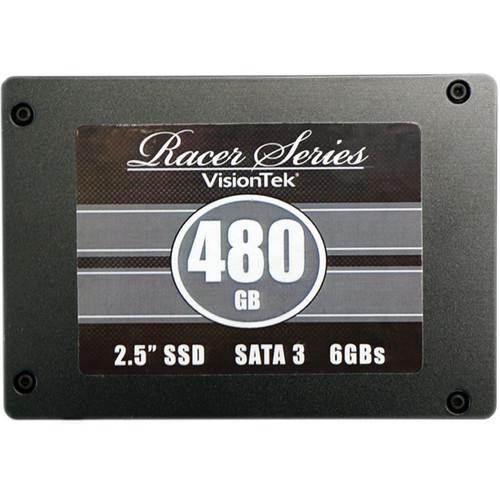 Racer Series
VisionTek®
480
GB
2.5” SSD SATA 3 6GBs